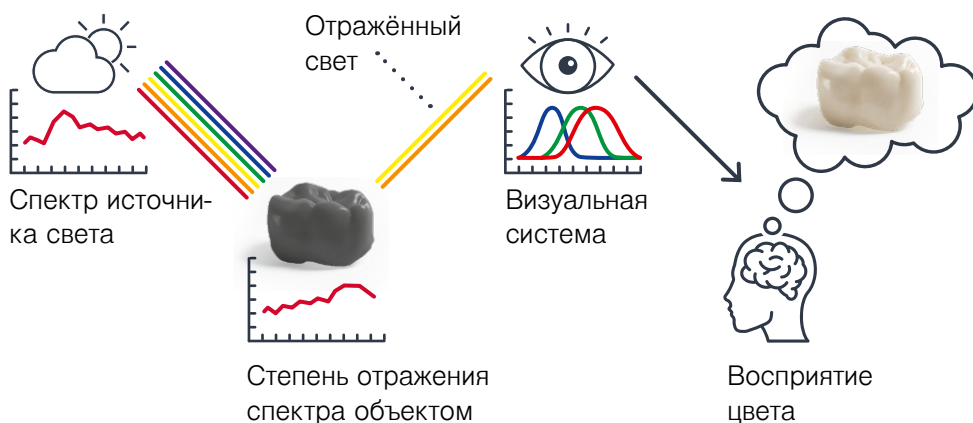 Отражённый
свет
Спектр источни-
ка света
Визуальная
система
Степень отражения
спектра объектом
Восприятие
цвета